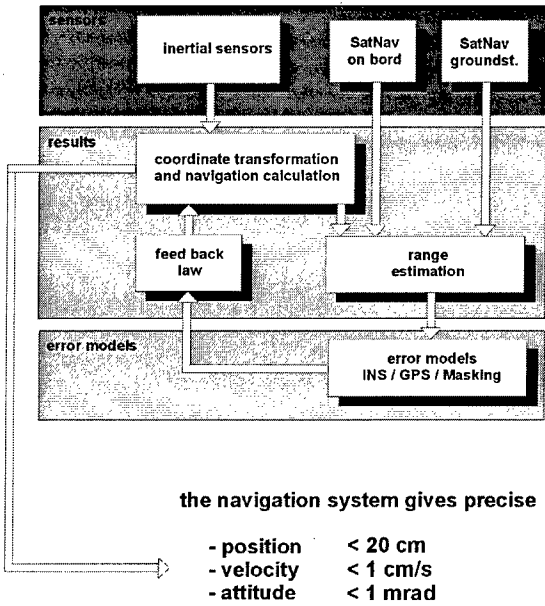 sensors
inertial sensors
SatNav
on bord
SatNav
groundst.
results
coordinate transformation
and navigation calculation
feed back
law
range
estimation
error models
error models
INS / GPS / Masking
the navigation system gives precise
- position < 20 cm
- velocity < 1 cm/s
- attitude < 1 mrad